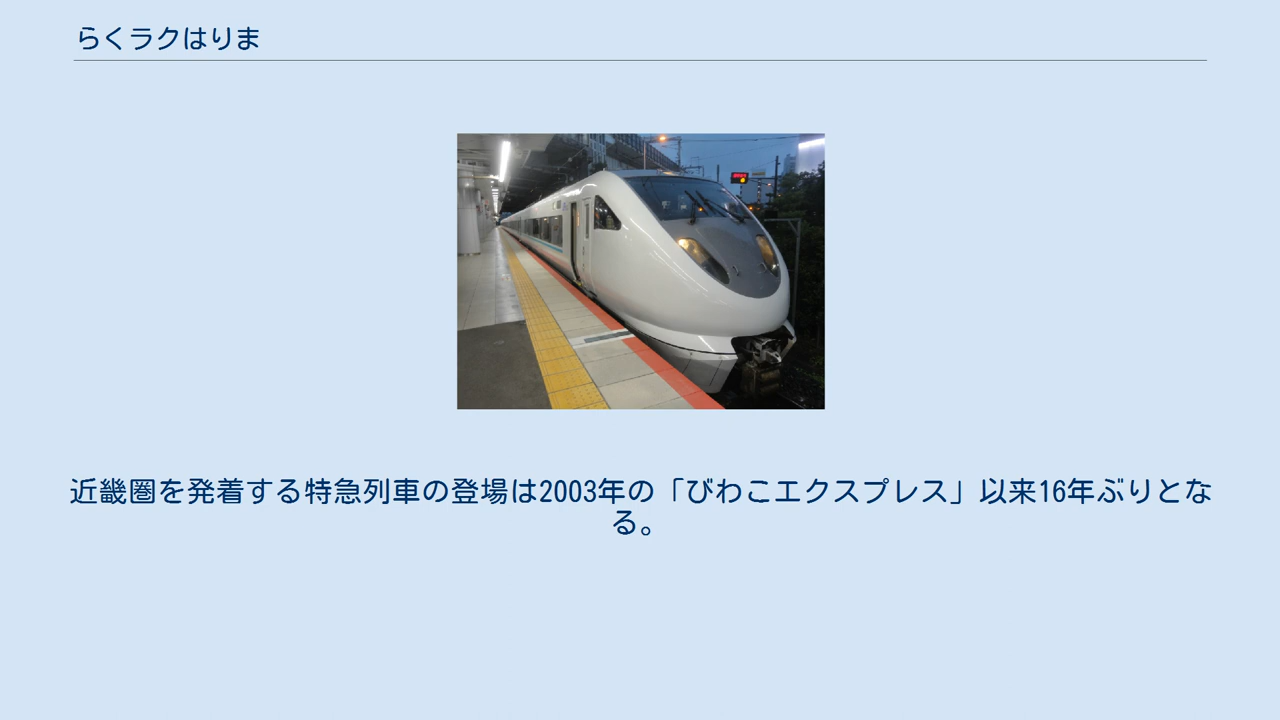 らくラクはりま
近畿圏を発着する特急列車の登場は2003年の「びわこエクスプレス」以来16年ぶりとな
る。